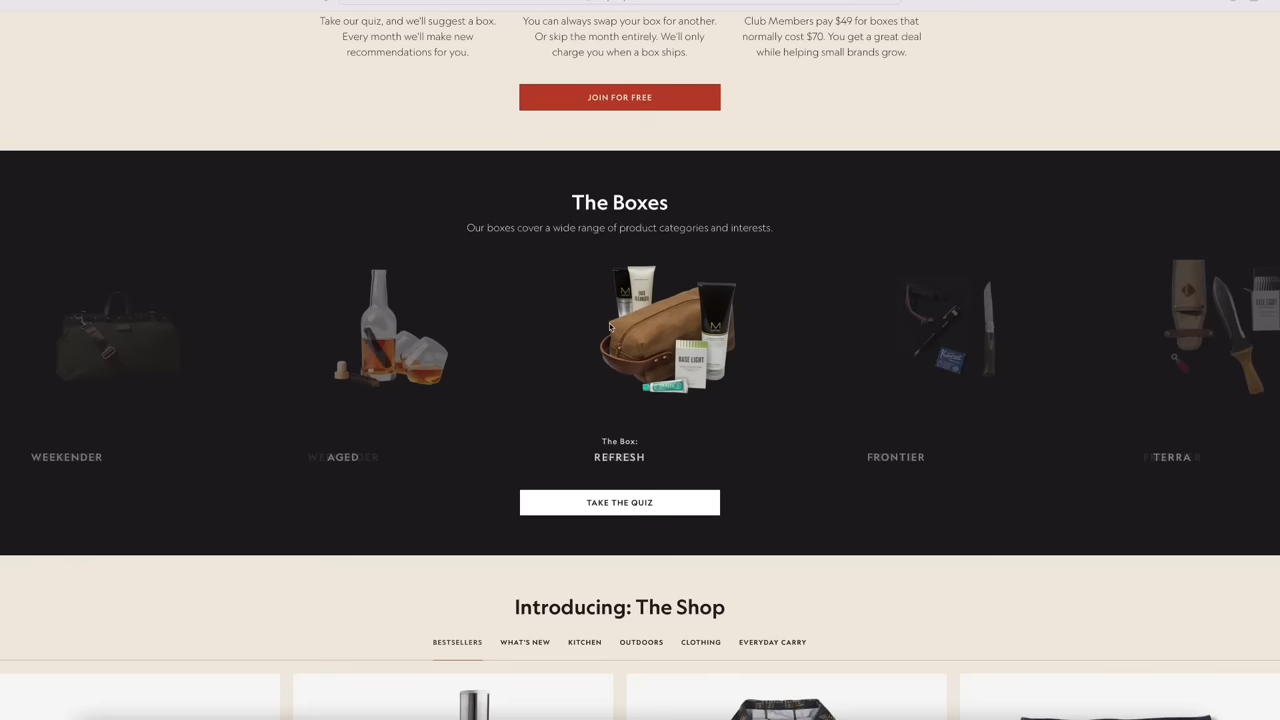 Take our quiz, and we'll suggest a box.
Every month we'll make new
recommendations for you.
You can always swap your box for another.
Or skip the month entirely. We'll only
charge you when a box ships.
Club Members pay $49 for boxes that
normally cost $70. You get a great deal
while helping small brands grow.
JOIN FOR FREE
The Boxes
Our boxes cover a wide range of product categories and interests.
M
M
BASE LIGHT
The Box:
WEEKENDER
AGED
REFRESH
FRONTIER
TERRA
TAKE THE QUIZ
Introducing: The Shop
BESTSELLERS WHAT'S NEW KITCHEN OUTDOORS CLOTHING EVERYDAY CARRY